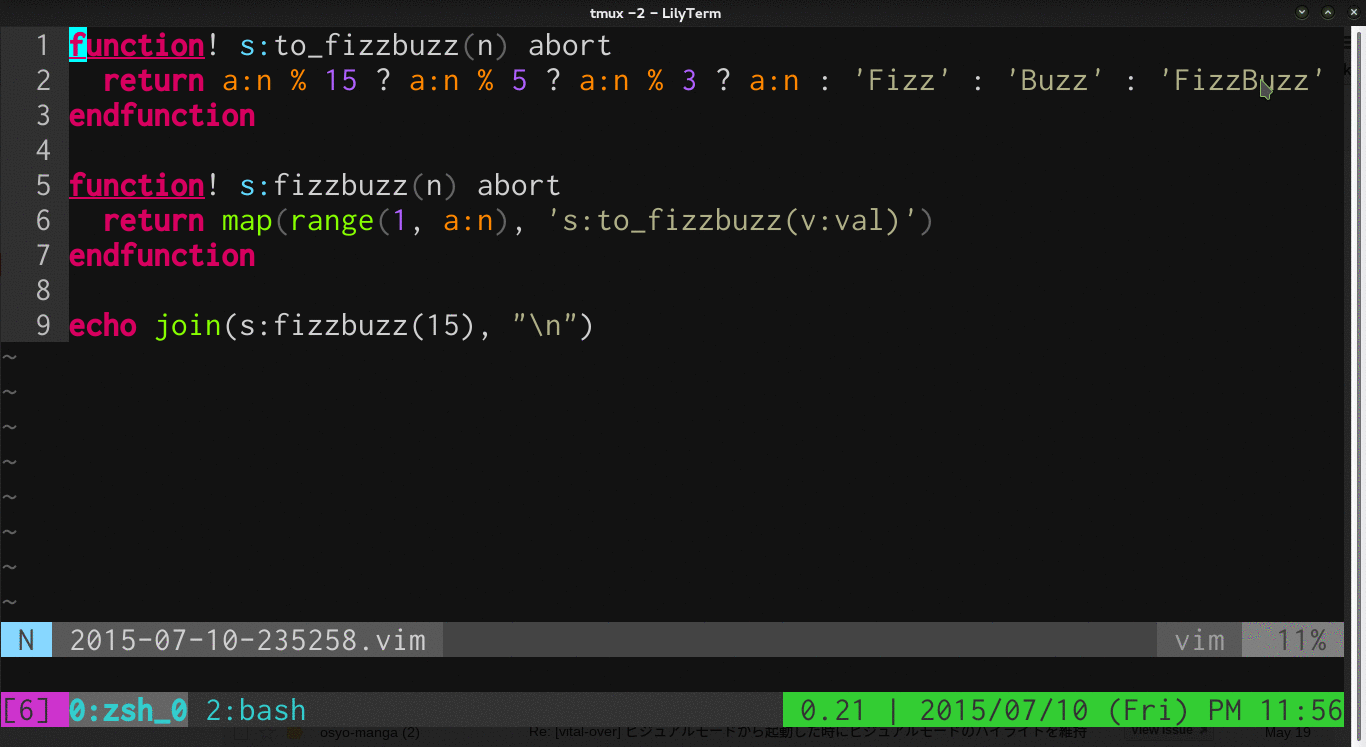 tmux -2 - LilyTerm
1 function! s:to_fizzbuzz(n) abort
2   return a:n % 15 ? a:n % 5 ? a:n % 3 ? a:n : 'Fizz' : 'Buzz' : 'FizzBuzz'
3 endfunction
4
5 function! s:fizzbuzz(n) abort
6   return map(range(1, a:n), 's:to_fizzbuzz(v:val)')
7 endfunction
8
9 echo join(s:fizzbuzz(15), "\n")
~
~
~
~
~
~
~
~
N 2015-07-10-235258.vim vim 11%
[6] 0:zsh_0 2:bash 0.21 | 2015/07/10 (Fri) PM 11:56
osyo-manga (2) Re: [vital-over] ビジュアルモードから起動した時にビジュアルモードのハイライトを維持 View Issue May 19